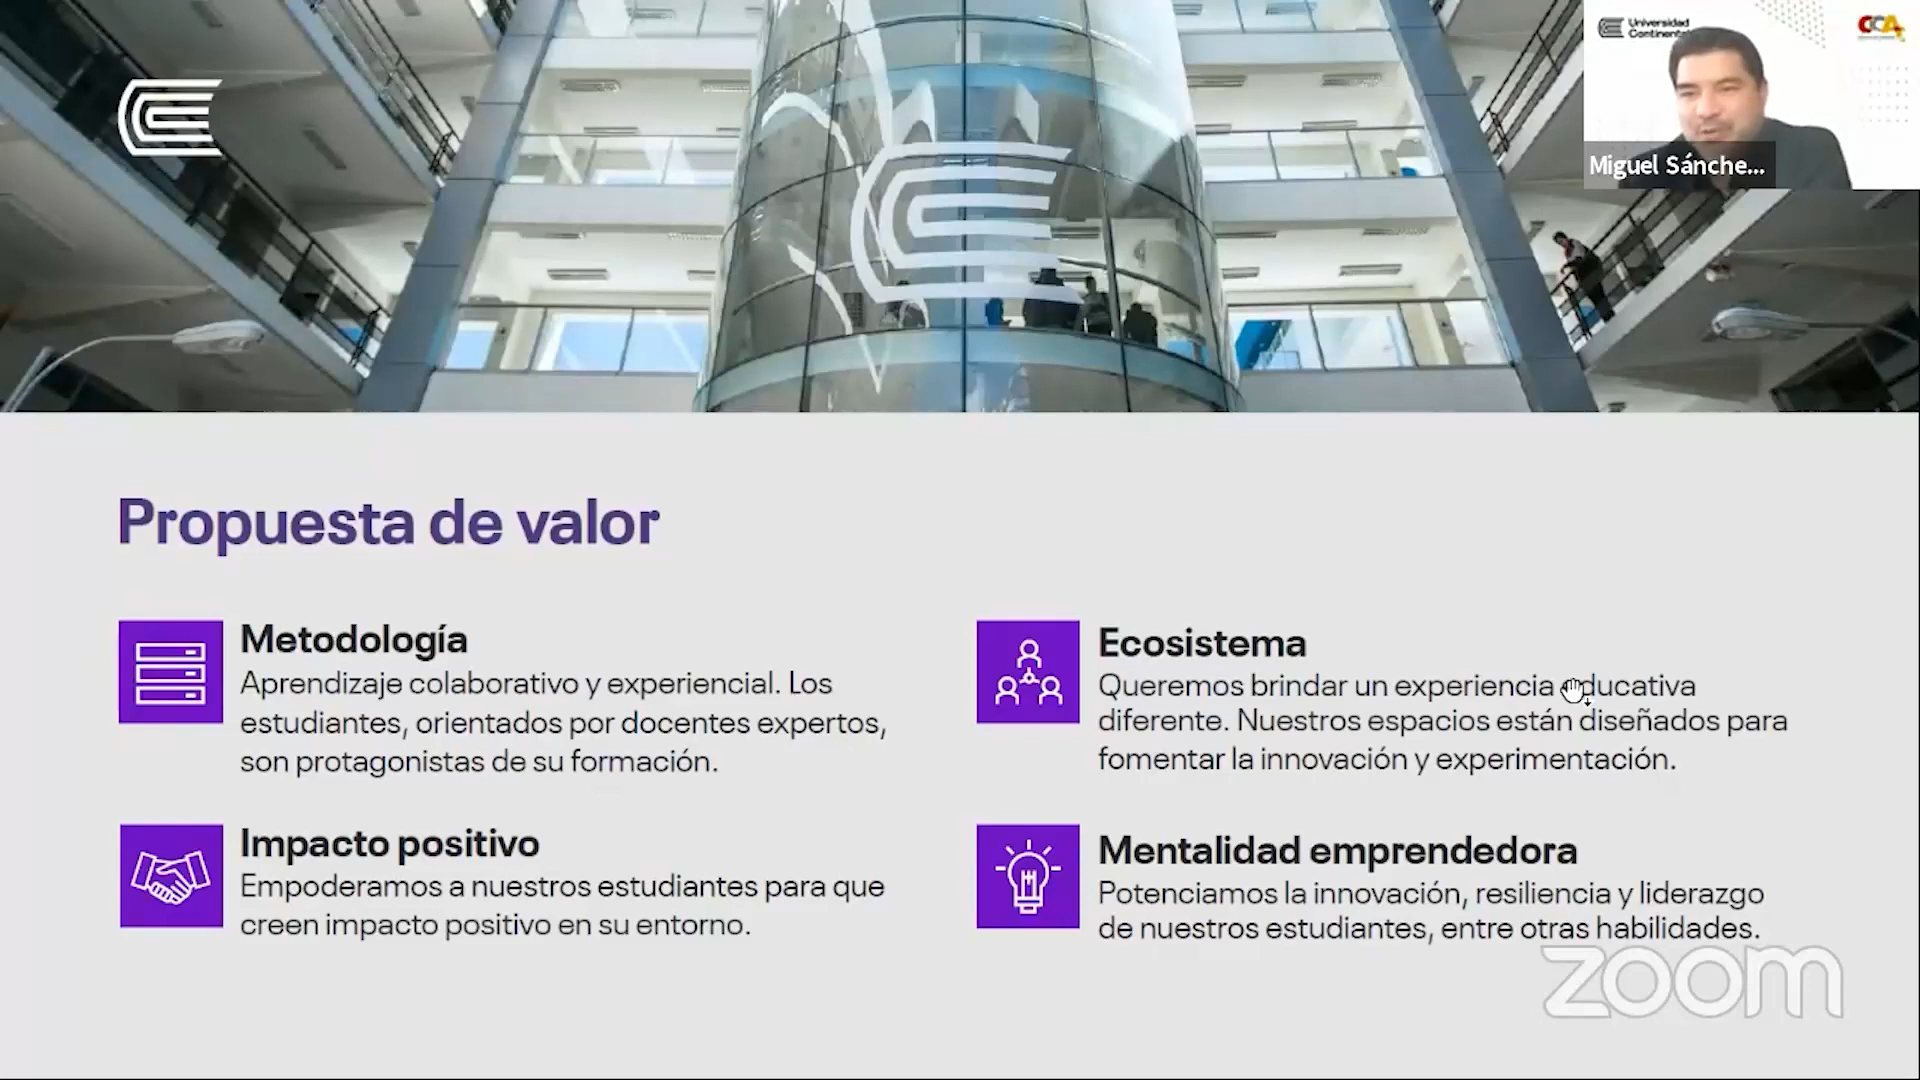 Universidad
CCA
Miguel Sánche...
Propuesta de valor
Metodología
Aprendizaje colaborativo y experiencial. Los
estudiantes, orientados por docentes expertos,
son protagonistas de su formación.
Ecosistema
Queremos brindar un experiencia educativa
diferente. Nuestros espacios están diseñados para
fomentar la innovación y experimentación.
Impacto positivo
Empoderamos a nuestros estudiantes para que
creen impacto positivo en su entorno.
Mentalidad emprendedora
Potenciamos la innovación, resiliencia y liderazgo
de nuestros estudiantes, entre otras habilidades.
zoom